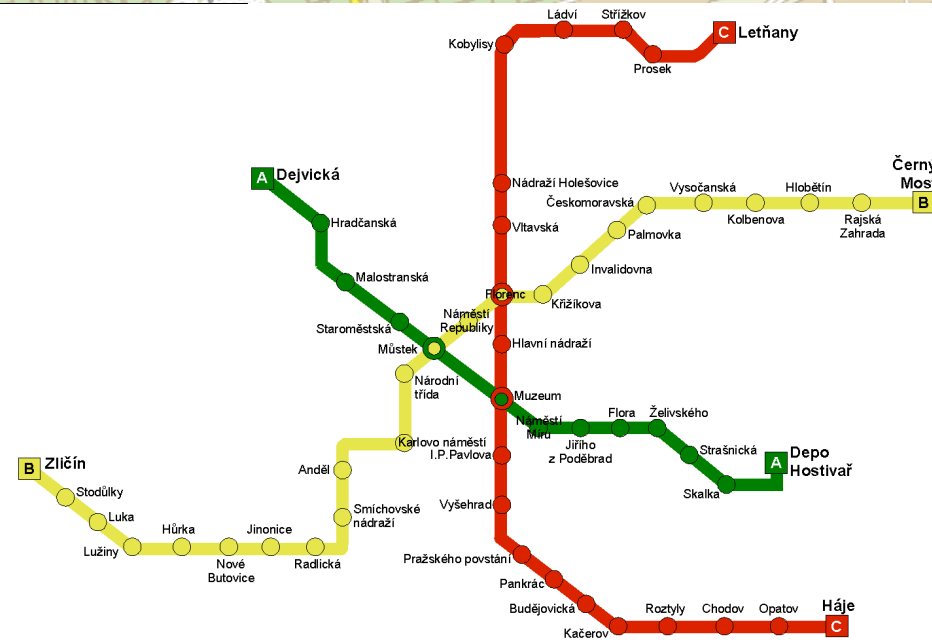 Ládví
Střížkov
C Letňany
Kobylisy
Prosek
Černý
Most
B
A Dejvická
Nádraží Holešovice
Vysočanská
Hlobětín
Českomoravská
Kolbenova
Rajská
Zahrada
Hradčanská
Vltavská
Palmovka
Invalidovna
Malostranská
Florenc
Křižíkova
Náměstí
Republiky
Staroměstská
Můstek
Hlavní nádraží
Národní
třída
Muzeum
Náměstí
Míru
Flora
Želivského
Jiřího
z Poděbrad
Karlovo náměstí
I.P.Pavlova
Strašnická
Depo
Hostivař
A
Skalka
B Zličín
Anděl
Stodůlky
Luka
Lužiny
Hůrka
Nové
Butovice
Jinonice
Radlická
Smíchovské
nádraží
Vyšehrad
Pražského povstání
Pankrác
Budějovická
Kačerov
Roztyly
Chodov
Opatov
Háje
C